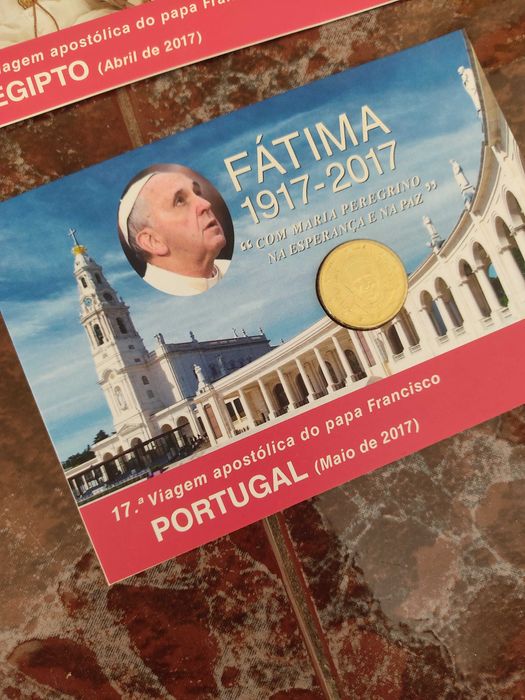 Viagem apostólica do papa
EGIPTO (Abril de 2017)
FÁTIMA
1917-2017
“COM MARIA PEREGRINO
NA ESPERANÇA E NA PAZ”
17.ª Viagem apostólica do papa Francisco
PORTUGAL (Maio de 2017)